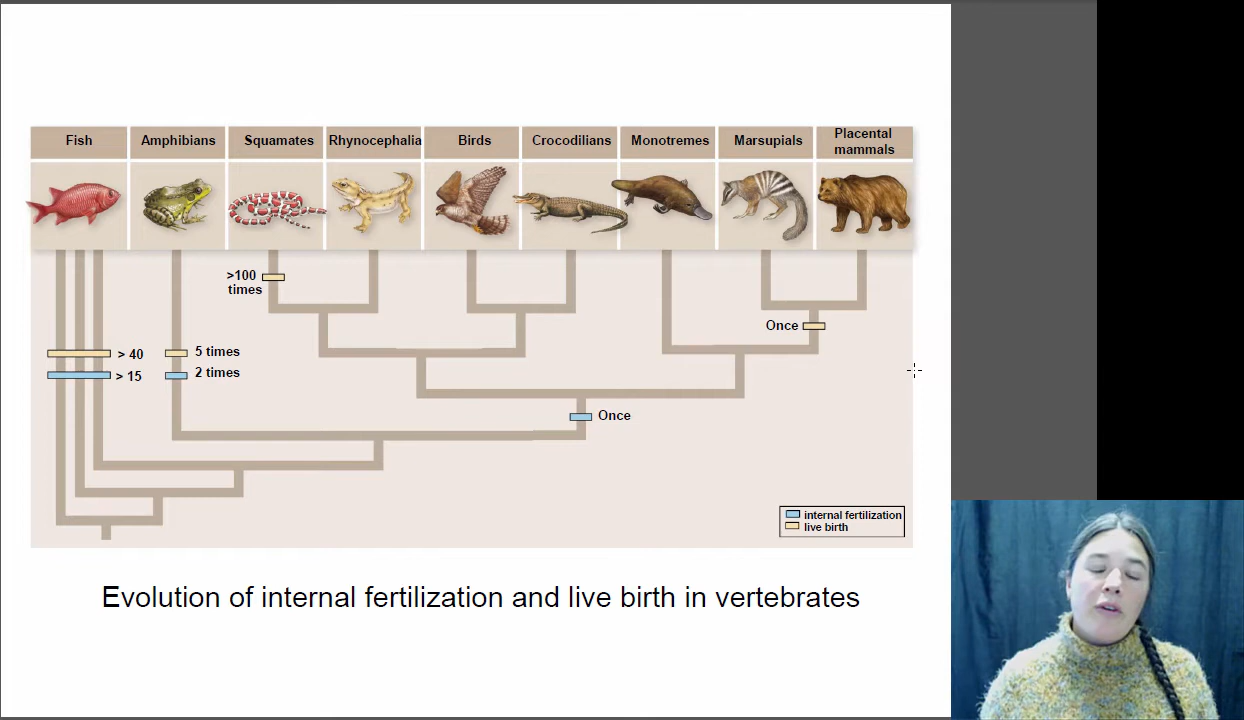 Fish
Amphibians
Squamates
Rhynocephalia
Birds
Crocodilians
Monotremes
Marsupials
Placental
mammals
>100
times
Once
> 40
5 times
> 15
2 times
Once
internal fertilization
live birth
Evolution of internal fertilization and live birth in vertebrates